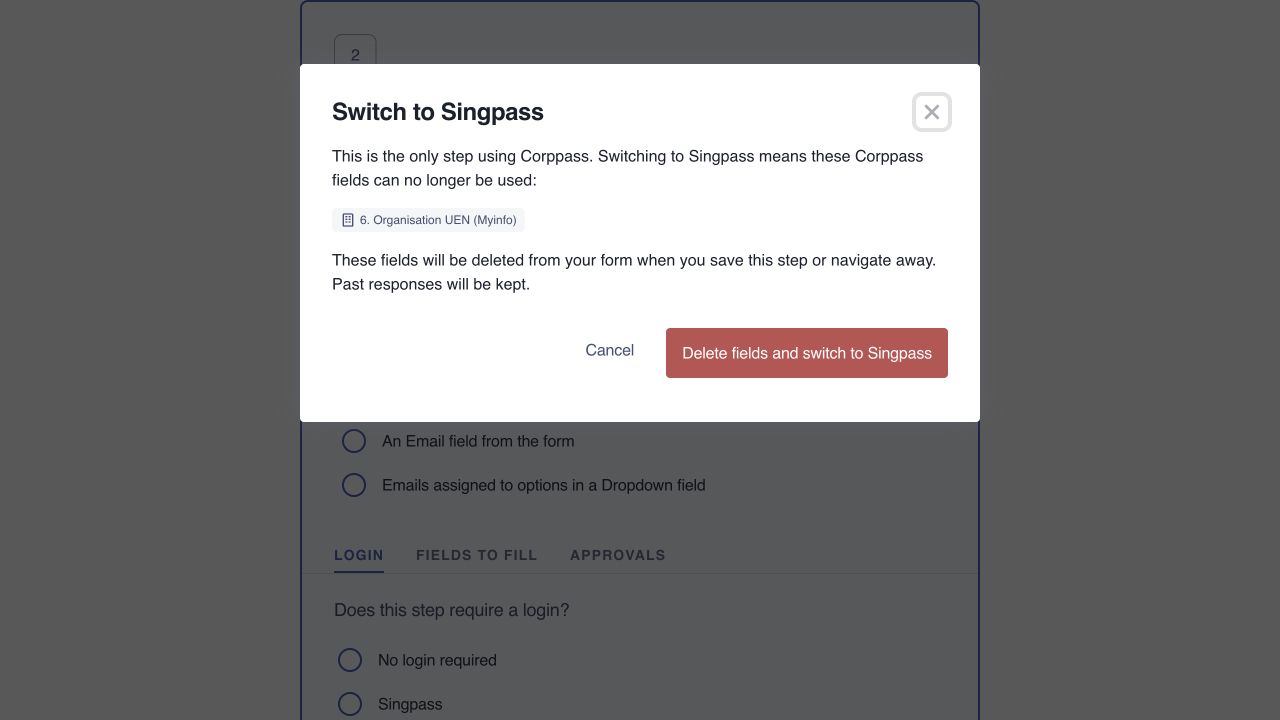 2
Switch to Singpass
This is the only step using Corppass. Switching to Singpass means these Corppass
fields can no longer be used:
6. Organisation UEN (Myinfo)
These fields will be deleted from your form when you save this step or navigate away.
Past responses will be kept.
Cancel
Delete fields and switch to Singpass
An Email field from the form
Emails assigned to options in a Dropdown field
LOGIN
FIELDS TO FILL
APPROVALS
Does this step require a login?
No login required
Singpass